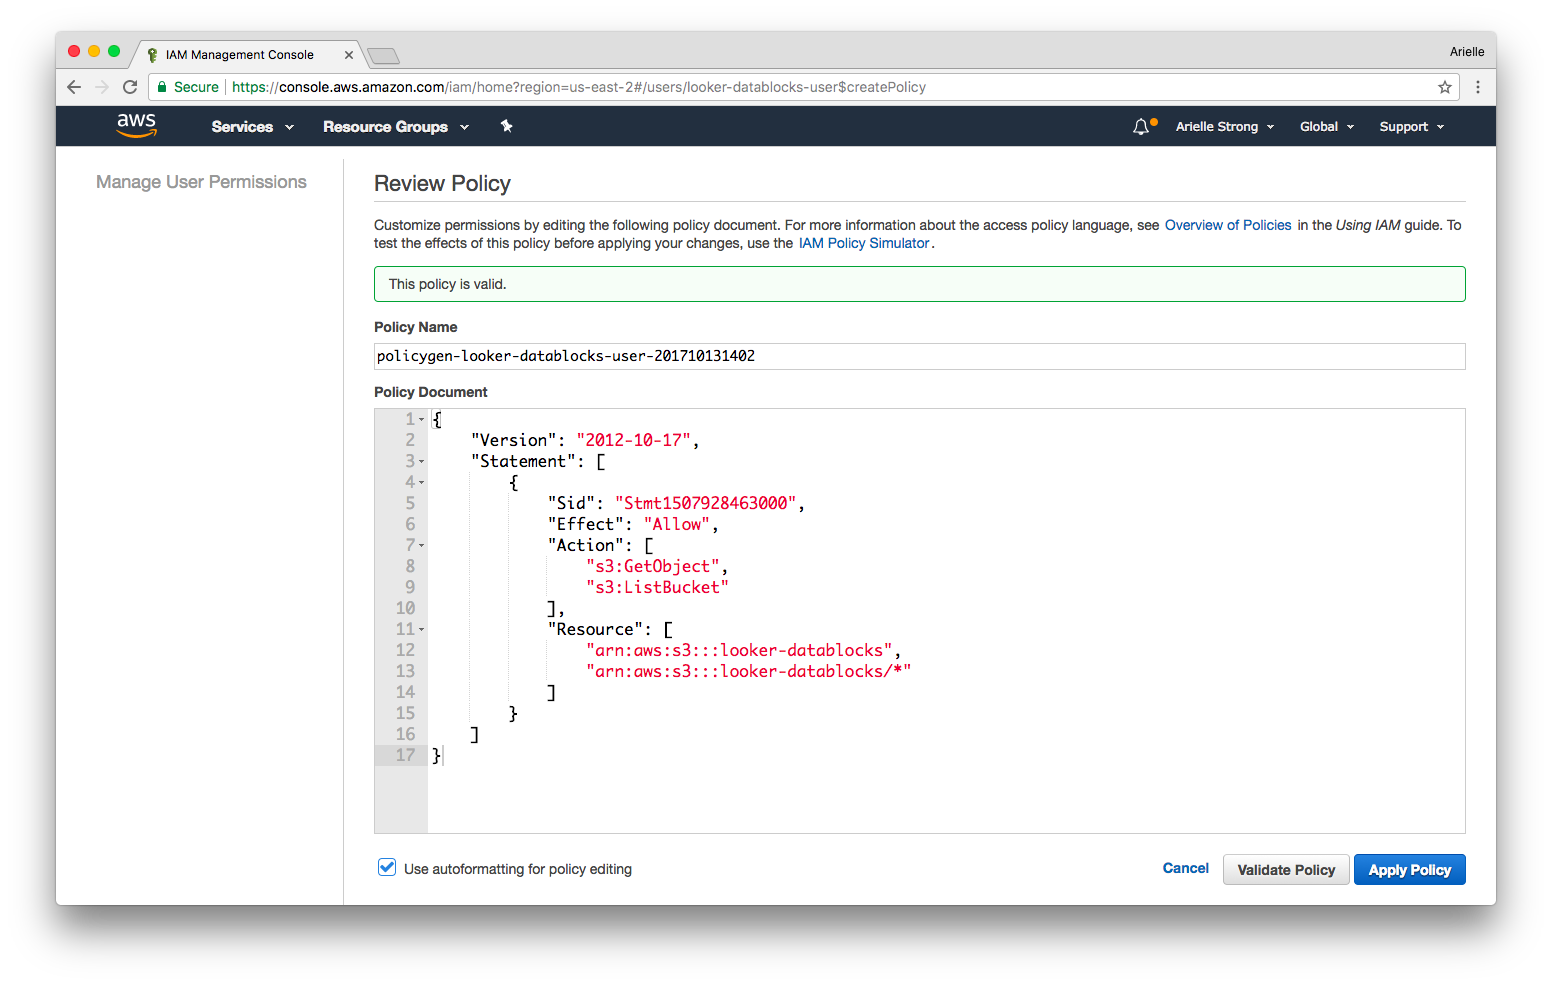 IAM Management Console
Arielle
Secure https://console.aws.amazon.com/iam/home?region=us-east-2#/users/looker-datablocks-user$createPolicy
aws Services Resource Groups Arielle Strong Global Support
Manage User Permissions
Review Policy
Customize permissions by editing the following policy document. For more information about the access policy language, see Overview of Policies in the Using IAM guide. To
test the effects of this policy before applying your changes, use the IAM Policy Simulator.
This policy is valid.
Policy Name
policygen-looker-datablocks-user-201710131402
Policy Document
1 {
2 "Version": "2012-10-17",
3 "Statement": [
4 {
5 "Sid": "Stmt1507928463000",
6 "Effect": "Allow",
7 "Action": [
8 "s3:GetObject",
9 "s3:ListBucket"
10 ],
11 "Resource": [
12 "arn:aws:s3:::looker-datablocks",
13 "arn:aws:s3:::looker-datablocks/*"
14 ]
15 }
16 ]
17 }
Use autoformatting for policy editing
Cancel Validate Policy Apply Policy